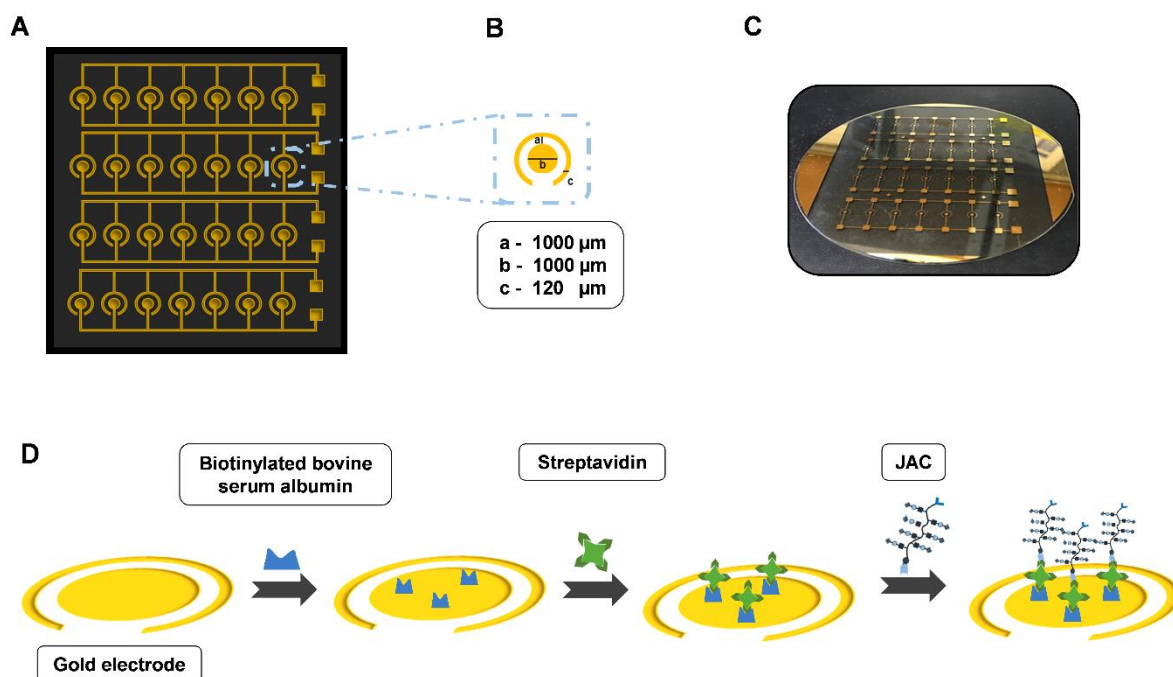 A
B
C
a
b
c
a - 1000 µm
b - 1000 µm
c - 120 µm
D
Biotinylated bovine
serum albumin
Streptavidin
JAC
Gold electrode